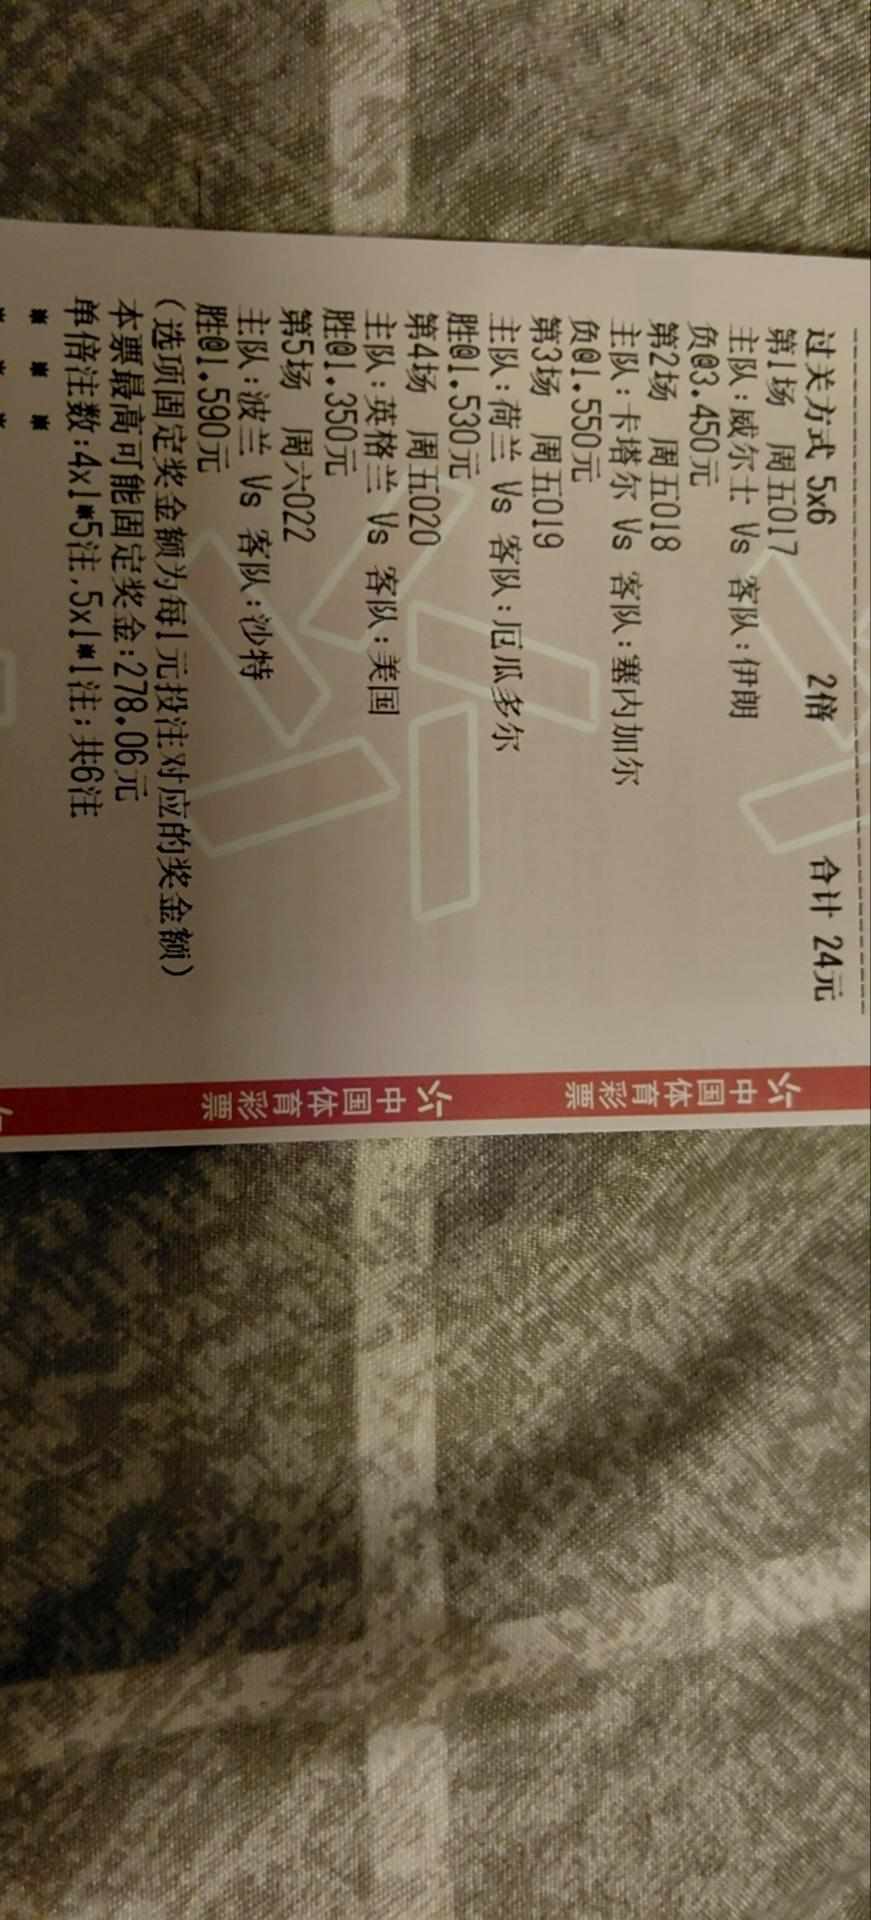 过关方式 5x6 2倍 合计 24元
第1场 周五017
主队:威尔士 Vs 客队:伊朗
负@3.450元
第2场 周五018
主队:卡塔尔 Vs 客队:塞内加尔
负@1.550元
第3场 周五019
主队:荷兰 Vs 客队:厄瓜多尔
胜@1.530元
第4场 周五020
主队:英格兰 Vs 客队:美国
胜@1.350元
第5场 周六022
主队:波兰 Vs 客队:沙特
胜@1.590元
(选项固定奖金额为每1元投注对应的奖金额)
本票最高可能固定奖金:278.06元
单倍注数:4x1*5注,5x1*1注;共6注
中国体育彩票
中国体育彩票